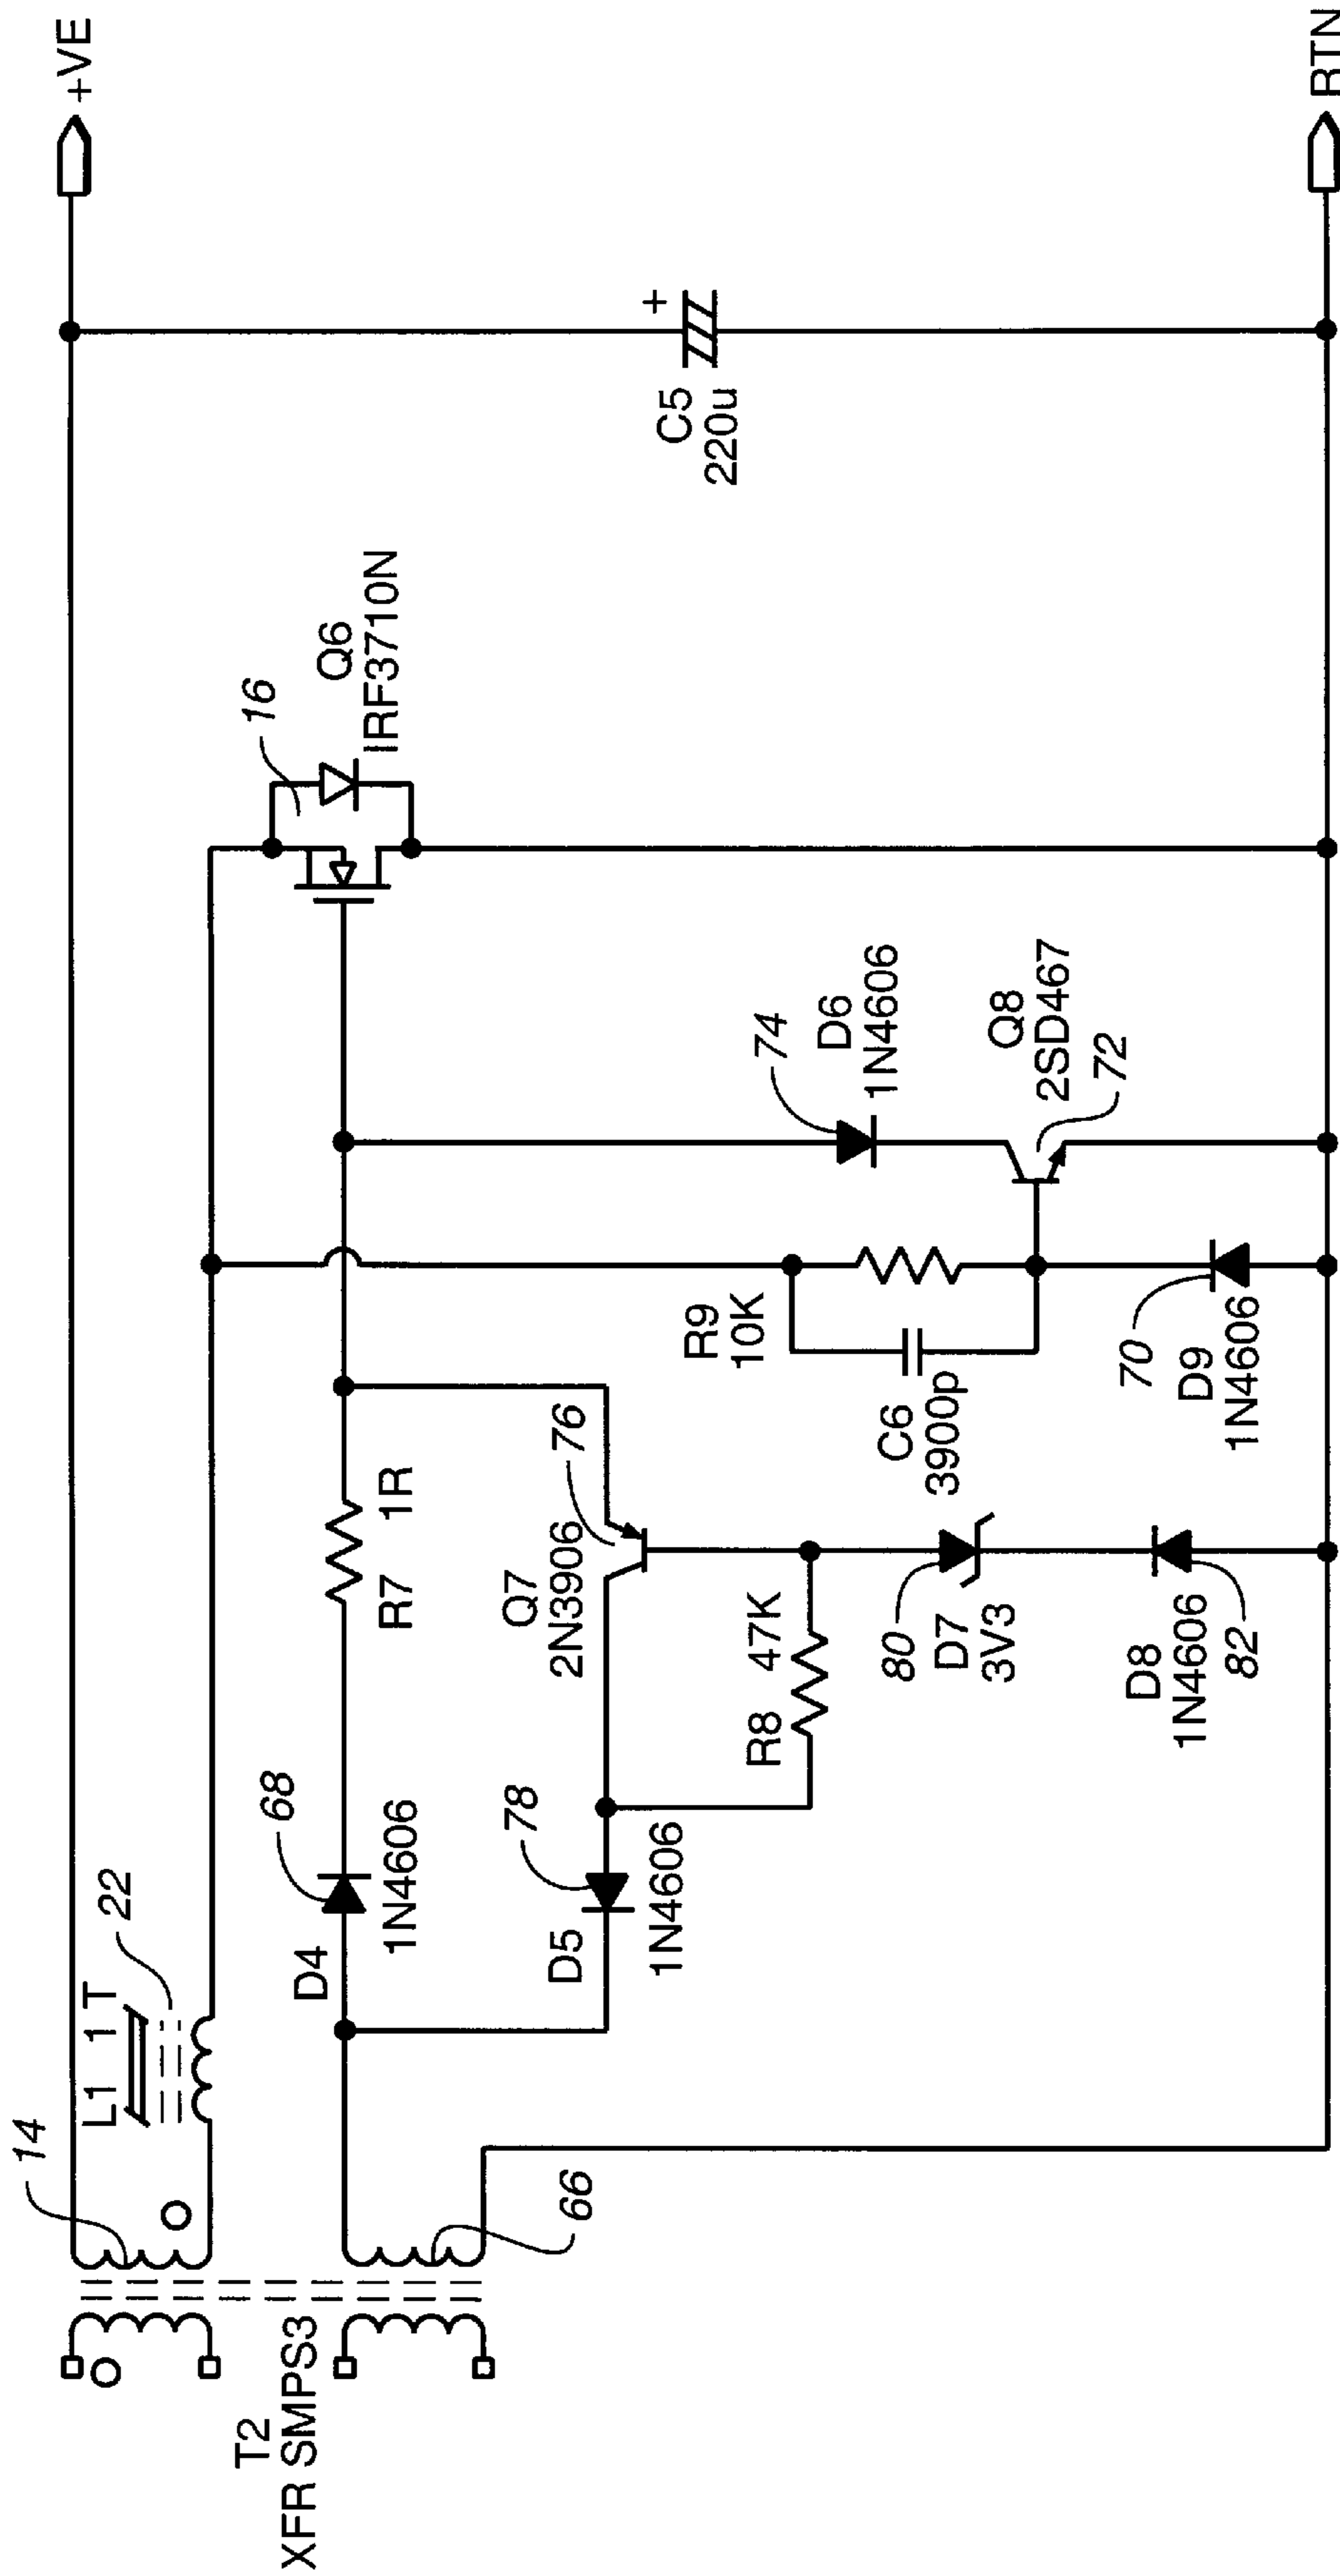 T2
XFR SMPS3
14
L1 1 T
22
+VE
66
D4
1N4606
68
R7 1R
16
Q6
IRF3710N
C5
220u
+
D5
1N4606
78
Q7
2N3906
76
R8 47K
80
D7
3V3
D8
1N4606
82
R9
10K
C6
3900p
70
D9
1N4606
74
D6
1N4606
Q8
2SD467
72
RTN